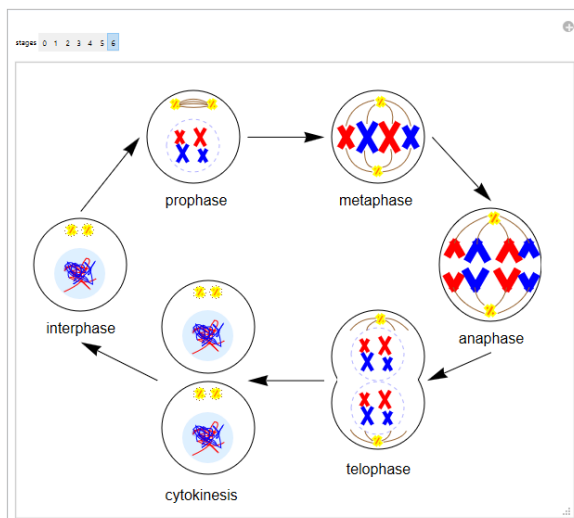 stages 0 1 2 3 4 5 6
prophase
metaphase
interphase
anaphase
telophase
cytokinesis